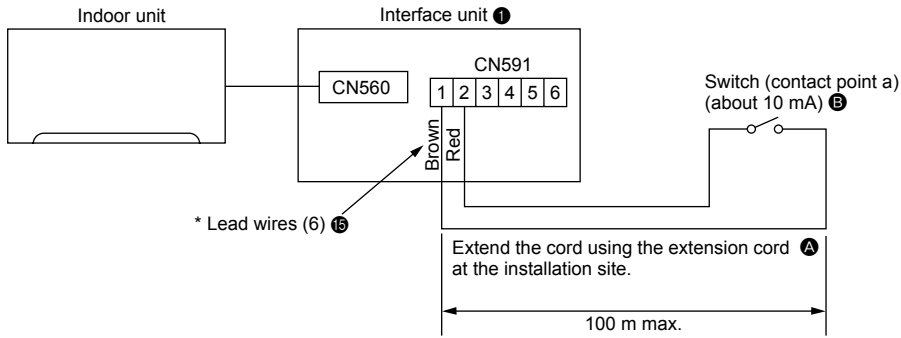 Indoor unit
Interface unit ❶
CN560
CN591
1 2 3 4 5 6
Brown
Red
Switch (contact point a)
(about 10 mA) 🅑
* Lead wires (6) ⓯
Extend the cord using the extension cord 🅐
at the installation site.
100 m max.